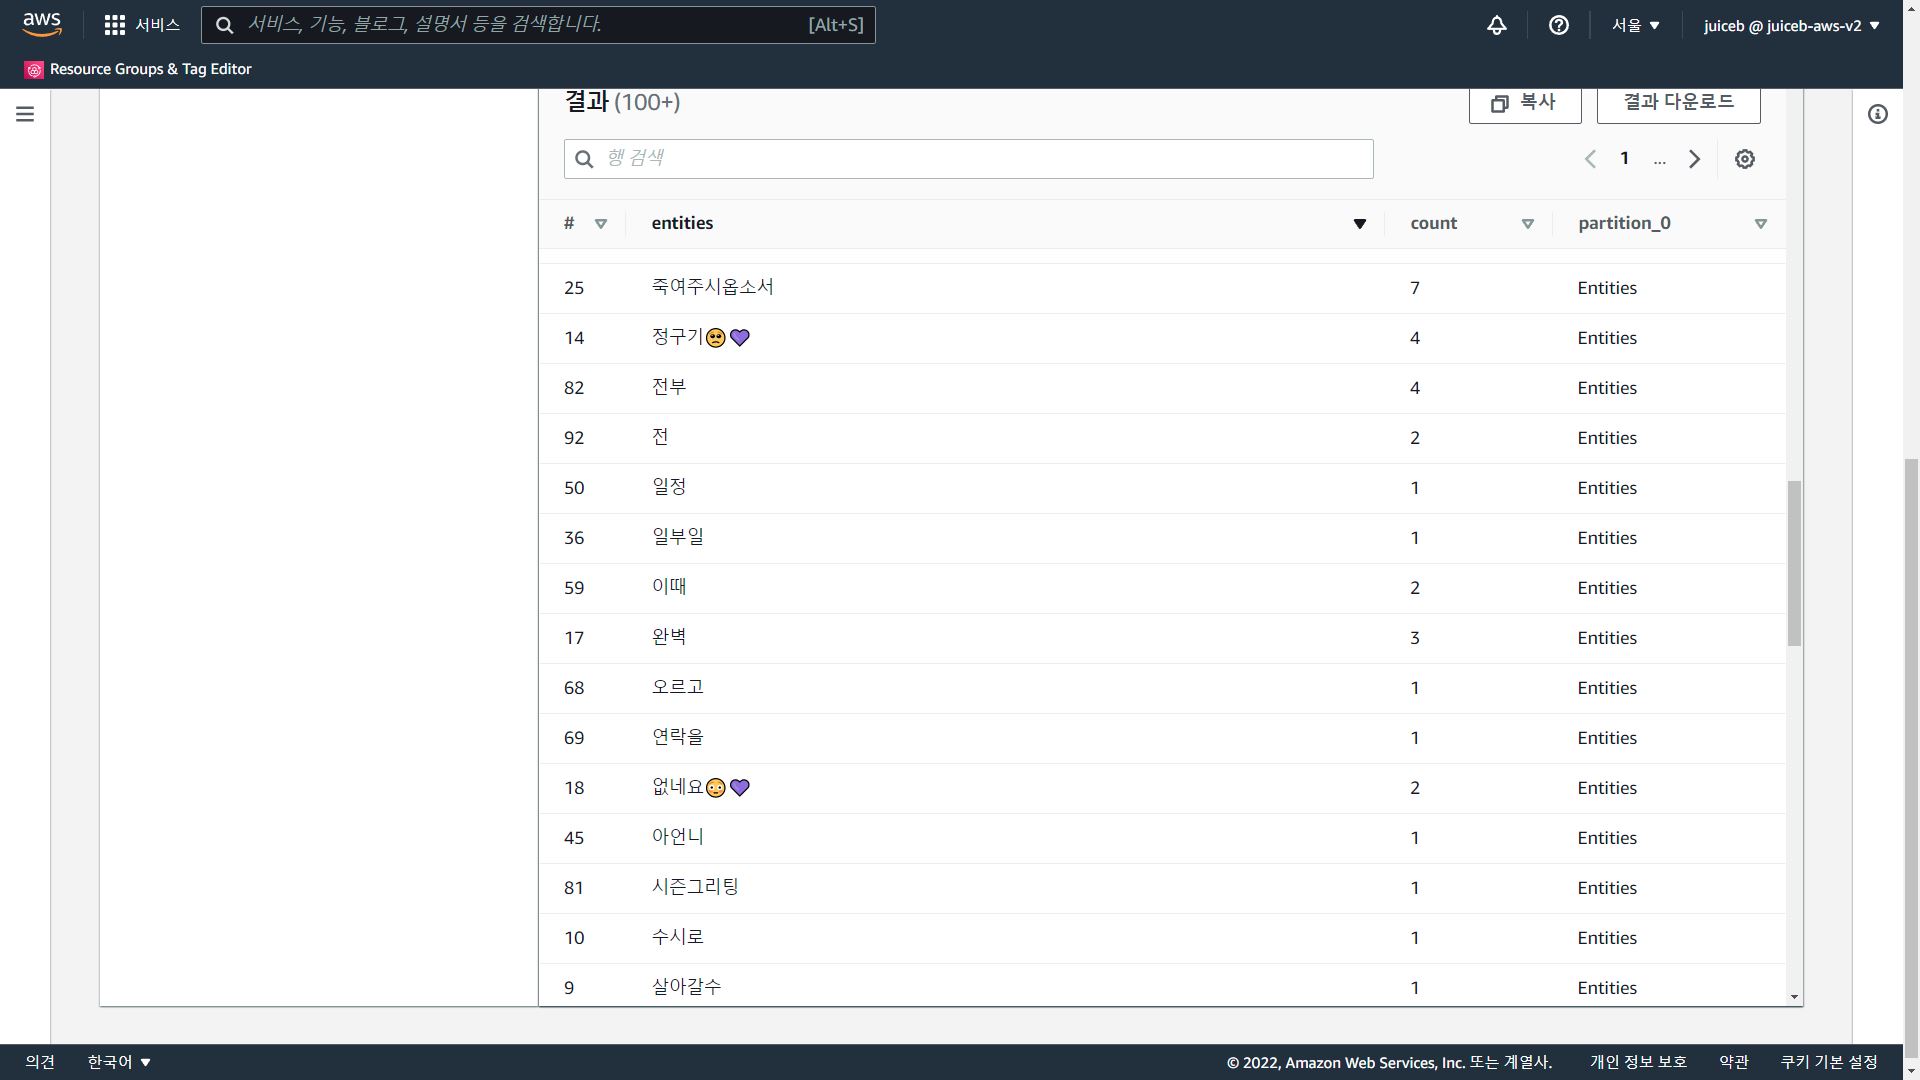 aws 서비스 서비스, 기능, 블로그, 설명서 등을 검색합니다. [Alt+S] 서울 ▼ juiceb @ juiceb-aws-v2 ▼
Resource Groups & Tag Editor
결과 (100+) 복사 결과 다운로드
행 검색 1 ...
# entities count partition_0
25 죽여주시옵소서 7 Entities
14 정구기🥺💜 4 Entities
82 전부 4 Entities
92 전 2 Entities
50 일정 1 Entities
36 일부일 1 Entities
59 이때 2 Entities
17 완벽 3 Entities
68 오르고 1 Entities
69 연락을 1 Entities
18 없네요😳💜 2 Entities
45 아언니 1 Entities
81 시즌그리팅 1 Entities
10 수시로 1 Entities
9 살아갈수 1 Entities
의견 한국어 ▼ © 2022, Amazon Web Services, Inc. 또는 계열사. 개인 정보 보호 약관 쿠키 기본 설정